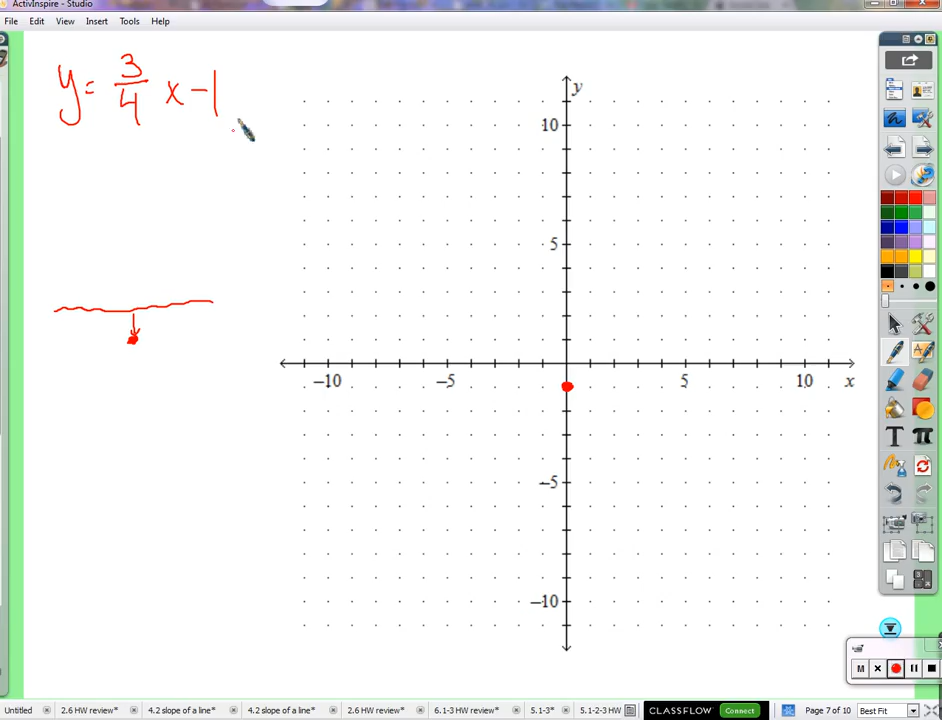 ActivInspire - Studio
File Edit View Insert Tools Help
y = 3/4 x - 1
y
10
5
-10 -5 5 10 x
-5
-10
T π
M
Untitled 2.6 HW review* 4.2 slope of a line* 4.2 slope of a line* 2.6 HW review* 6.1-3 HW review* 5.1-3* 5.1-2-3 HW CLASSFLOW Connect Page 7 of 10 Best Fit